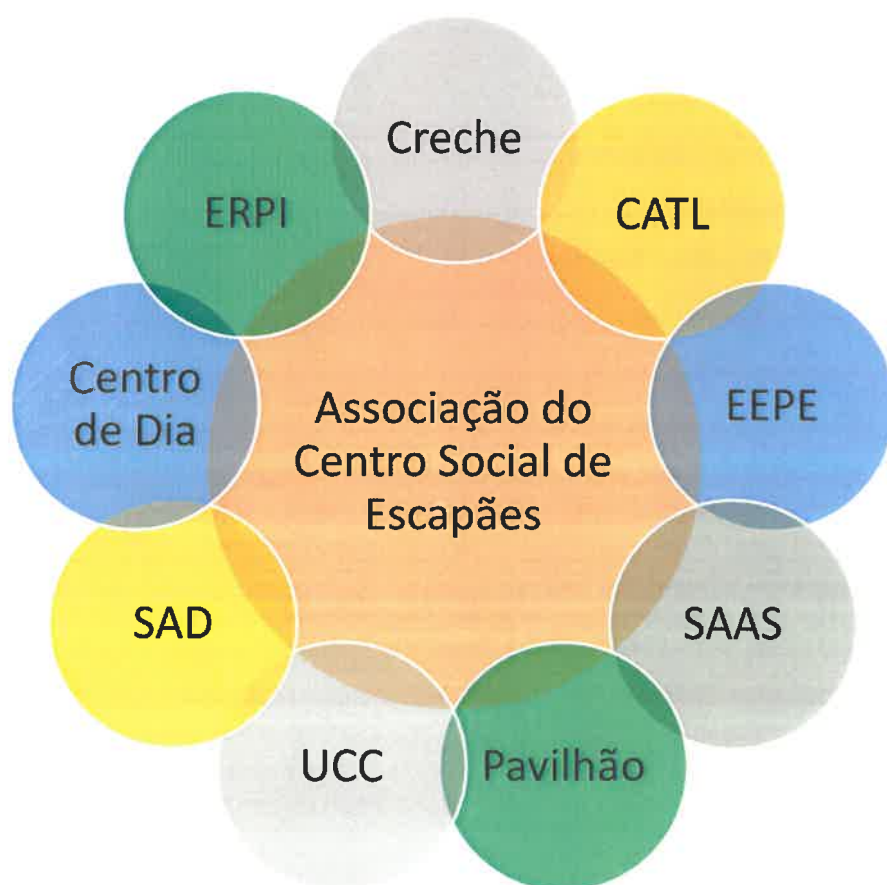 Creche
CATL
EEPE
SAAS
Pavilhão
UCC
SAD
Centro
de Dia
ERPI
Associação do
Centro Social de
Escapães